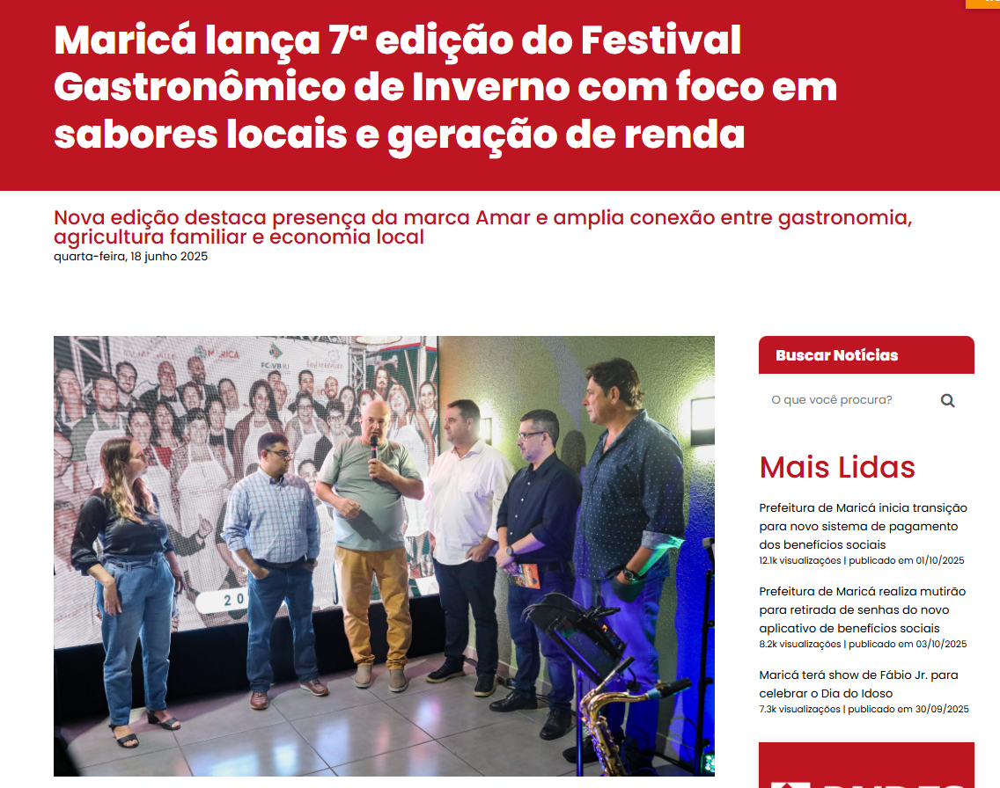 Maricá lança 7ª edição do Festival
Gastronômico de Inverno com foco em
sabores locais e geração de renda
Nova edição destaca presença da marca Amar e amplia conexão entre gastronomia,
agricultura familiar e economia local
quarta-feira, 18 junho 2025
FC&VB-RJ
Buscar Notícias
O que você procura?
Mais Lidas
Prefeitura de Maricá inicia transição
para novo sistema de pagamento
dos benefícios sociais
12.1k visualizações | publicado em 01/10/2025
Prefeitura de Maricá realiza mutirão
para retirada de senhas do novo
aplicativo de benefícios sociais
8.2k visualizações | publicado em 03/10/2025
Maricá terá show de Fábio Jr. para
celebrar o Dia do Idoso
7.3k visualizações | publicado em 30/09/2025